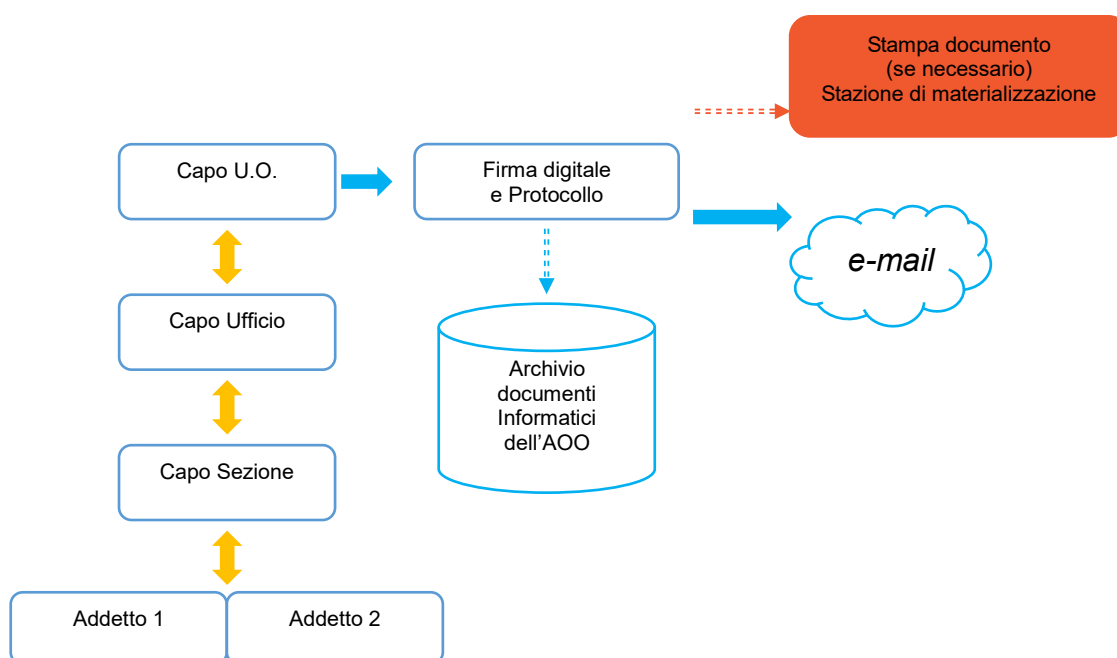 Stampa documento
(se necessario)
Stazione di materializzazione
Capo U.O.
Firma digitale
e Protocollo
e-mail
Capo Ufficio
Archivio
documenti
Informatici
dell’AOO
Capo Sezione
Addetto 1
Addetto 2